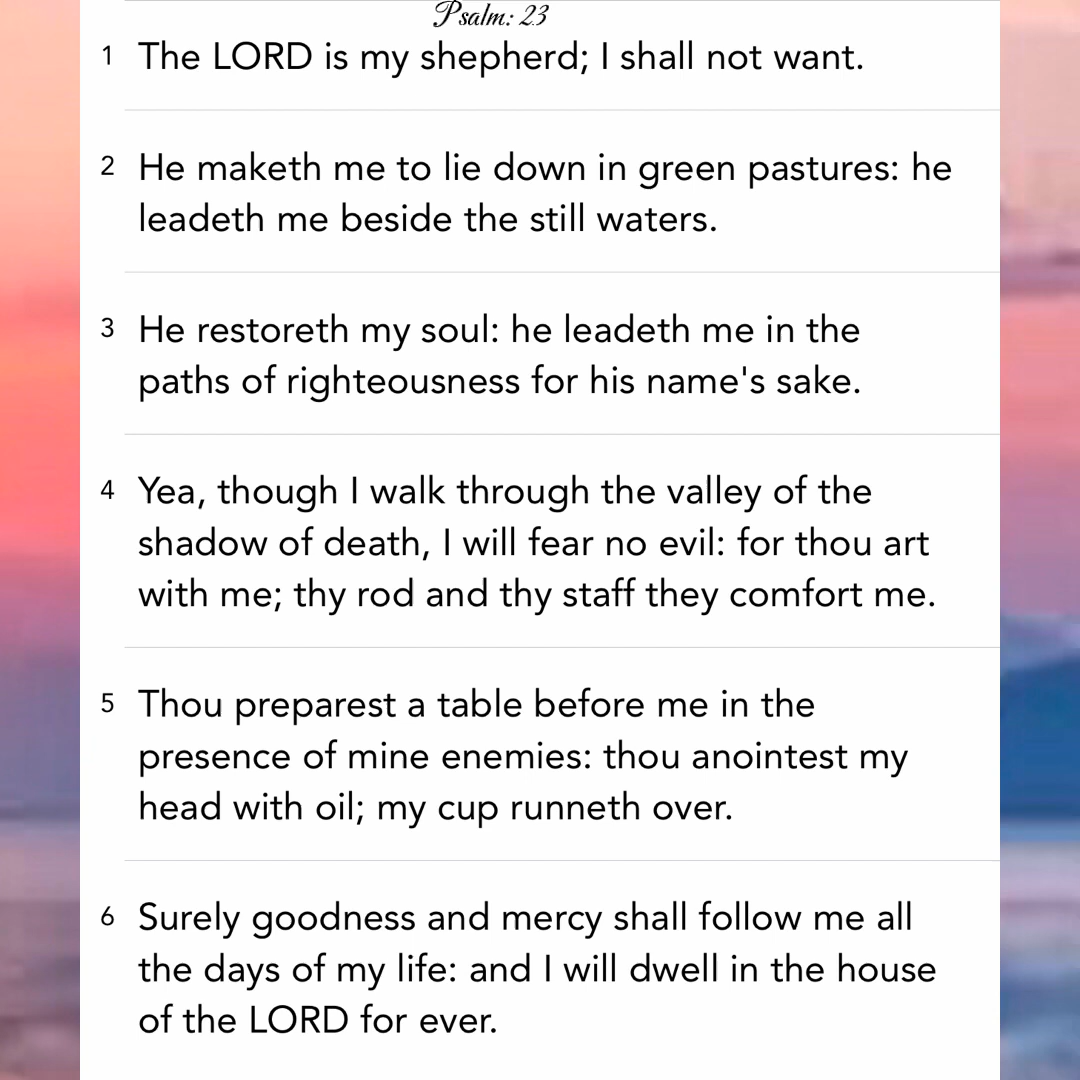 Psalm: 23
1 The LORD is my shepherd; I shall not want.
2 He maketh me to lie down in green pastures: he
leadeth me beside the still waters.
3 He restoreth my soul: he leadeth me in the
paths of righteousness for his name's sake.
4 Yea, though I walk through the valley of the
shadow of death, I will fear no evil: for thou art
with me; thy rod and thy staff they comfort me.
5 Thou preparest a table before me in the
presence of mine enemies: thou anointest my
head with oil; my cup runneth over.
6 Surely goodness and mercy shall follow me all
the days of my life: and I will dwell in the house
of the LORD for ever.